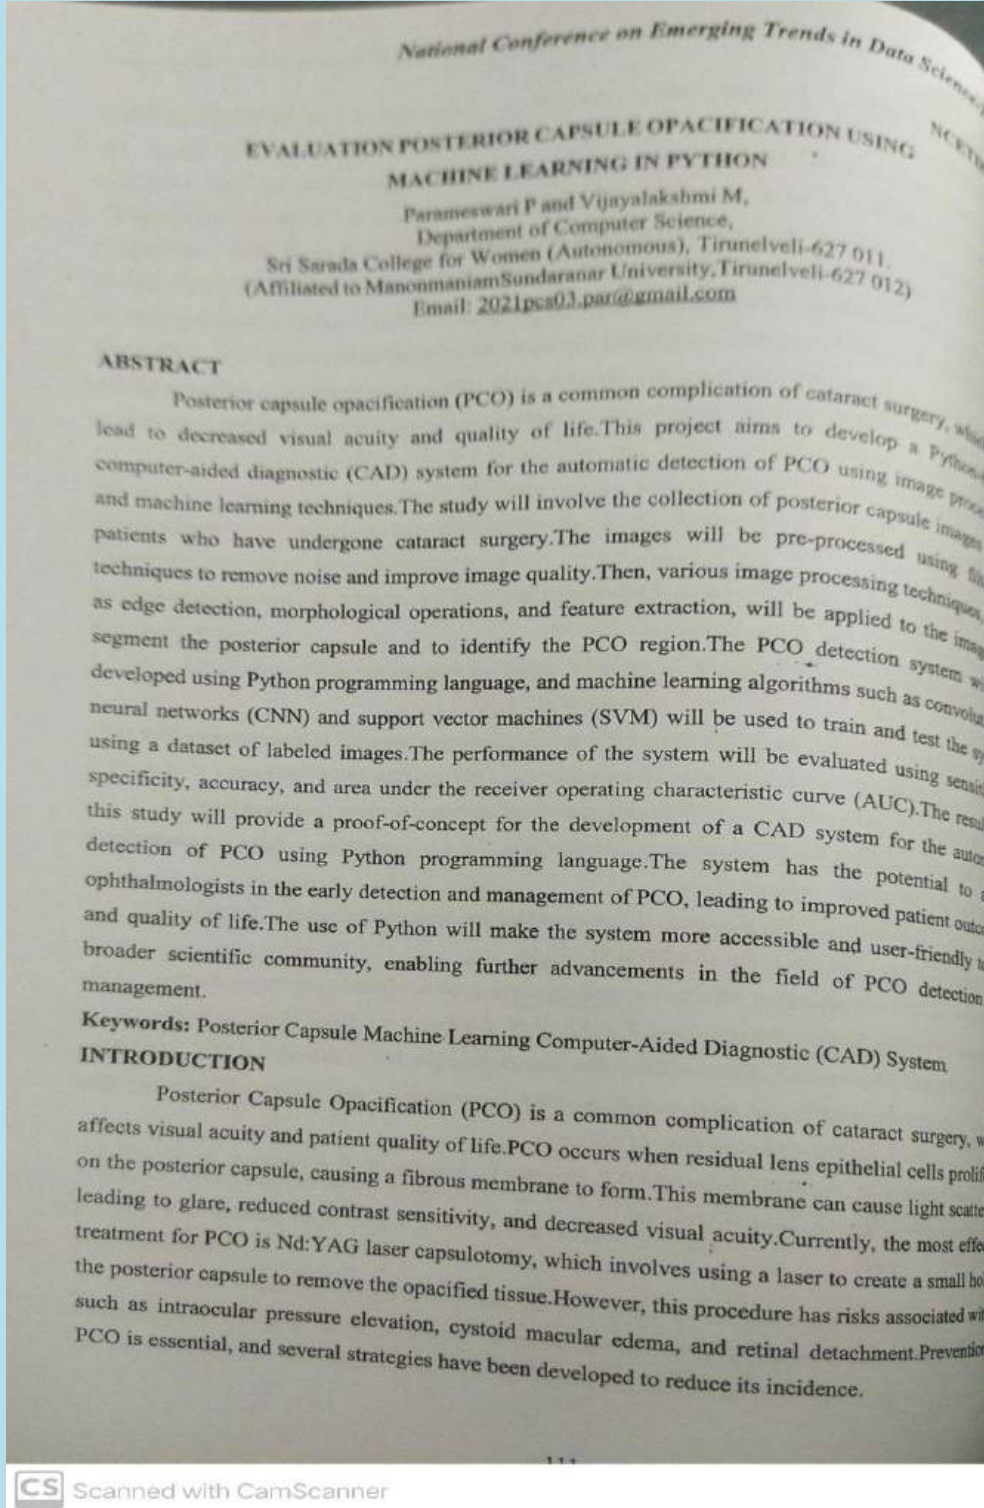 National Conference on Emerging Trends in Data Science
EVALUATION POSTERIOR CAPSULE OPACIFICATION USING
MACHINE LEARNING IN PYTHON
Parameswari P and Vijayalakshmi M,
Department of Computer Science,
Sri Sarada College for Women (Autonomous), Tirunelveli-627 011.
(Affiliated to ManonmaniamSundaranar University,Tirunelveli-627 012)
Email: 2021pcs03.par@gmail.com
ABSTRACT
Posterior capsule opacification (PCO) is a common complication of cataract surgery,
lead to decreased visual acuity and quality of life.This project aims to develop a Python-
computer-aided diagnostic (CAD) system for the automatic detection of PCO using image
and machine learning techniques.The study will involve the collection of posterior capsule images
patients who have undergone cataract surgery.The images will be pre-processed using
techniques to remove noise and improve image quality.Then, various image processing techniques,
as edge detection, morphological operations, and feature extraction, will be applied to the
segment the posterior capsule and to identify the PCO region.The PCO detection system
developed using Python programming language, and machine learning algorithms such as
neural networks (CNN) and support vector machines (SVM) will be used to train and test the
using a dataset of labeled images.The performance of the system will be evaluated using
specificity, accuracy, and area under the receiver operating characteristic curve (AUC).The
this study will provide a proof-of-concept for the development of a CAD system for the
detection of PCO using Python programming language.The system has the potential to
ophthalmologists in the early detection and management of PCO, leading to improved patient
and quality of life.The use of Python will make the system more accessible and user-friendly
broader scientific community, enabling further advancements in the field of PCO detection
management.
Keywords: Posterior Capsule Machine Learning Computer-Aided Diagnostic (CAD) System
INTRODUCTION
Posterior Capsule Opacification (PCO) is a common complication of cataract surgery,
affects visual acuity and patient quality of life.PCO occurs when residual lens epithelial cells
on the posterior capsule, causing a fibrous membrane to form.This membrane can cause light
leading to glare, reduced contrast sensitivity, and decreased visual acuity.Currently, the most
treatment for PCO is Nd:YAG laser capsulotomy, which involves using a laser to create a small
the posterior capsule to remove the opacified tissue.However, this procedure has risks associated
such as intraocular pressure elevation, cystoid macular edema, and retinal detachment.
PCO is essential, and several strategies have been developed to reduce its incidence.
CS Scanned with CamScanner